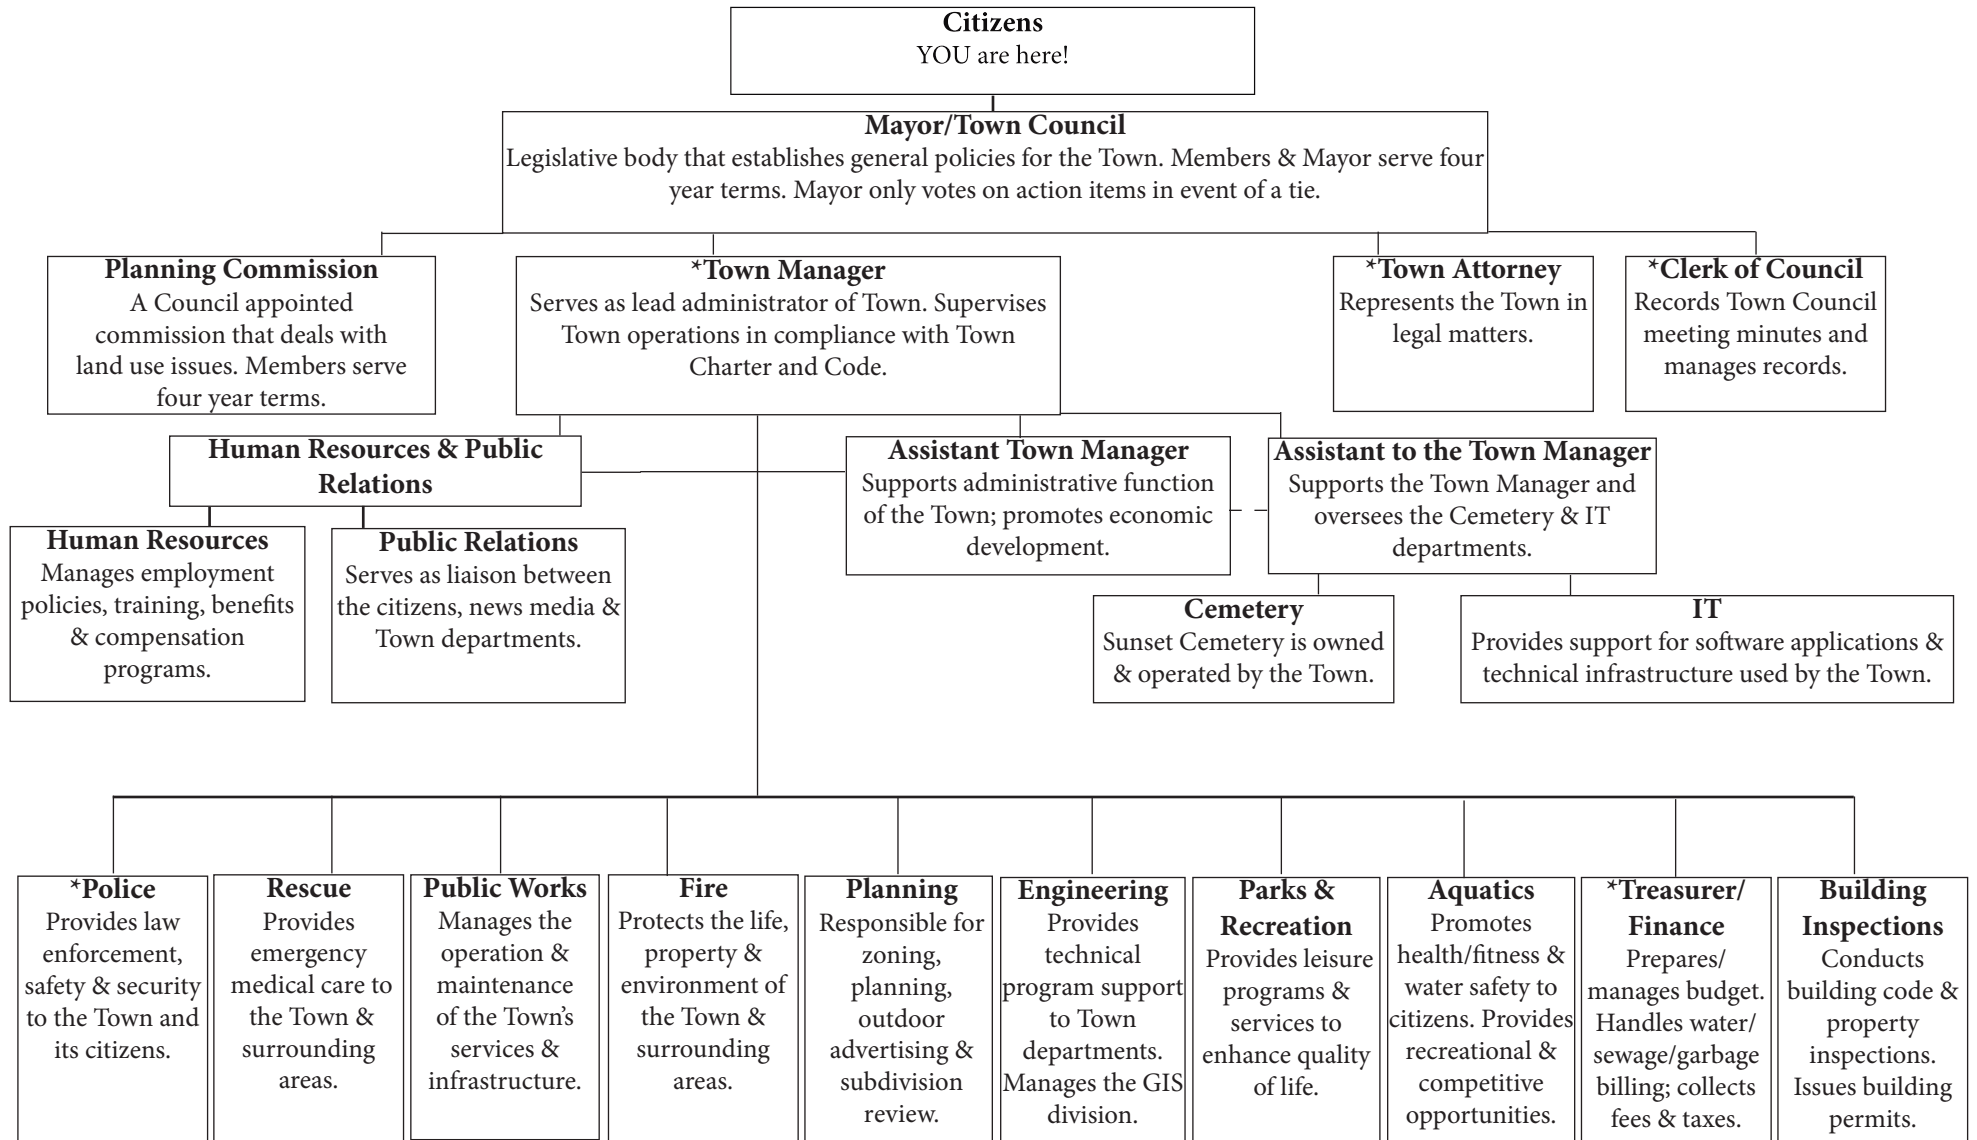 Citizens
YOU are here!
Mayor/Town Council
Legislative body that establishes general policies for the Town. Members & Mayor serve four
year terms. Mayor only votes on action items in event of a tie.
Planning Commission
A Council appointed
commission that deals with
land use issues. Members serve
four year terms.
*Town Manager
Serves as lead administrator of Town. Supervises
Town operations in compliance with Town
Charter and Code.
*Town Attorney
Represents the Town in
legal matters.
*Clerk of Council
Records Town Council
meeting minutes and
manages records.
Human Resources & Public
Relations
Assistant Town Manager
Supports administrative function
of the Town; promotes economic
development.
Assistant to the Town Manager
Supports the Town Manager and
oversees the Cemetery & IT
departments.
Human Resources
Manages employment
policies, training, benefits
& compensation
programs.
Public Relations
Serves as liaison between
the citizens, news media &
Town departments.
Cemetery
Sunset Cemetery is owned
& operated by the Town.
IT
Provides support for software applications &
technical infrastructure used by the Town.
*Police
Provides law
enforcement,
safety & security
to the Town and
its citizens.
Rescue
Provides
emergency
medical care to
the Town &
surrounding
areas.
Public Works
Manages the
operation &
maintenance
of the Town's
services &
infrastructure.
Fire
Protects the life,
property &
environment of
the Town &
surrounding
areas.
Planning
Responsible for
zoning,
planning,
outdoor
advertising &
subdivision
review.
Engineering
Provides
technical
program support
to Town
departments.
Manages the GIS
division.
Parks &
Recreation
Provides leisure
programs &
services to
enhance quality
of life.
Aquatics
Promotes
health/fitness &
water safety to
citizens. Provides
recreational &
competitive
opportunities.
*Treasurer/
Finance
Prepares/
manages budget.
Handles water/
sewage/garbage
billing; collects
fees & taxes.
Building
Inspections
Conducts
building code &
property
inspections.
Issues building
permits.